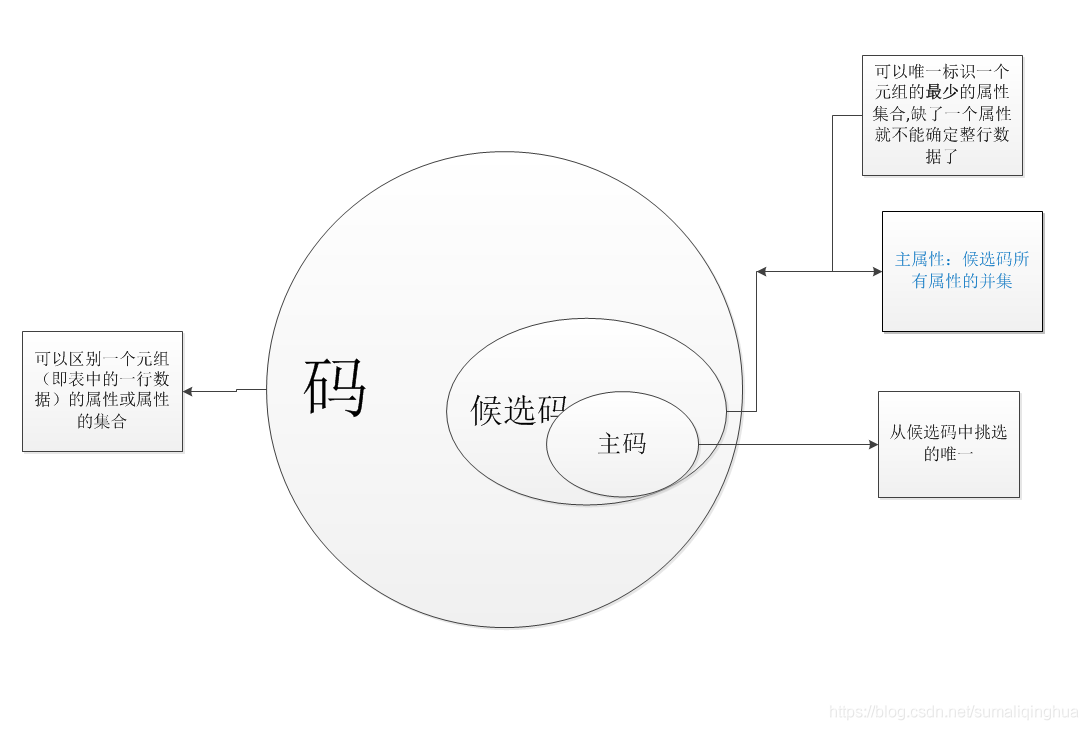 可以唯一标识一个
元组的最少的属性
集合,缺了一个属性
就不能确定整行数
据了
主属性：候选码所
有属性的并集
可以区别一个元组
（即表中的一行数
据）的属性或属性
的集合
码
候选码
主码
从候选码中挑选
的唯一
https://blog.csdn.net/sumaliqinghua